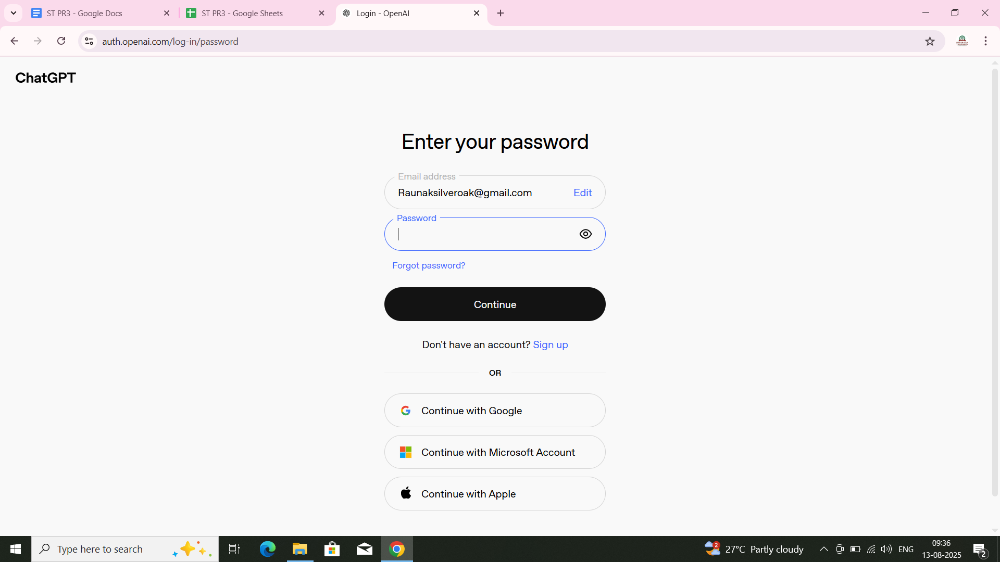 ST PR3 - Google Docs
ST PR3 - Google Sheets
Login - OpenAI
auth.openai.com/log-in/password
ChatGPT
Enter your password
Email address
Raunaksilveroak@gmail.com
Edit
Password
Forgot password?
Continue
Don't have an account? Sign up
OR
Continue with Google
Continue with Microsoft Account
Continue with Apple
Type here to search
2
27°C Partly cloudy
ENG
09:36
13-08-2025
2